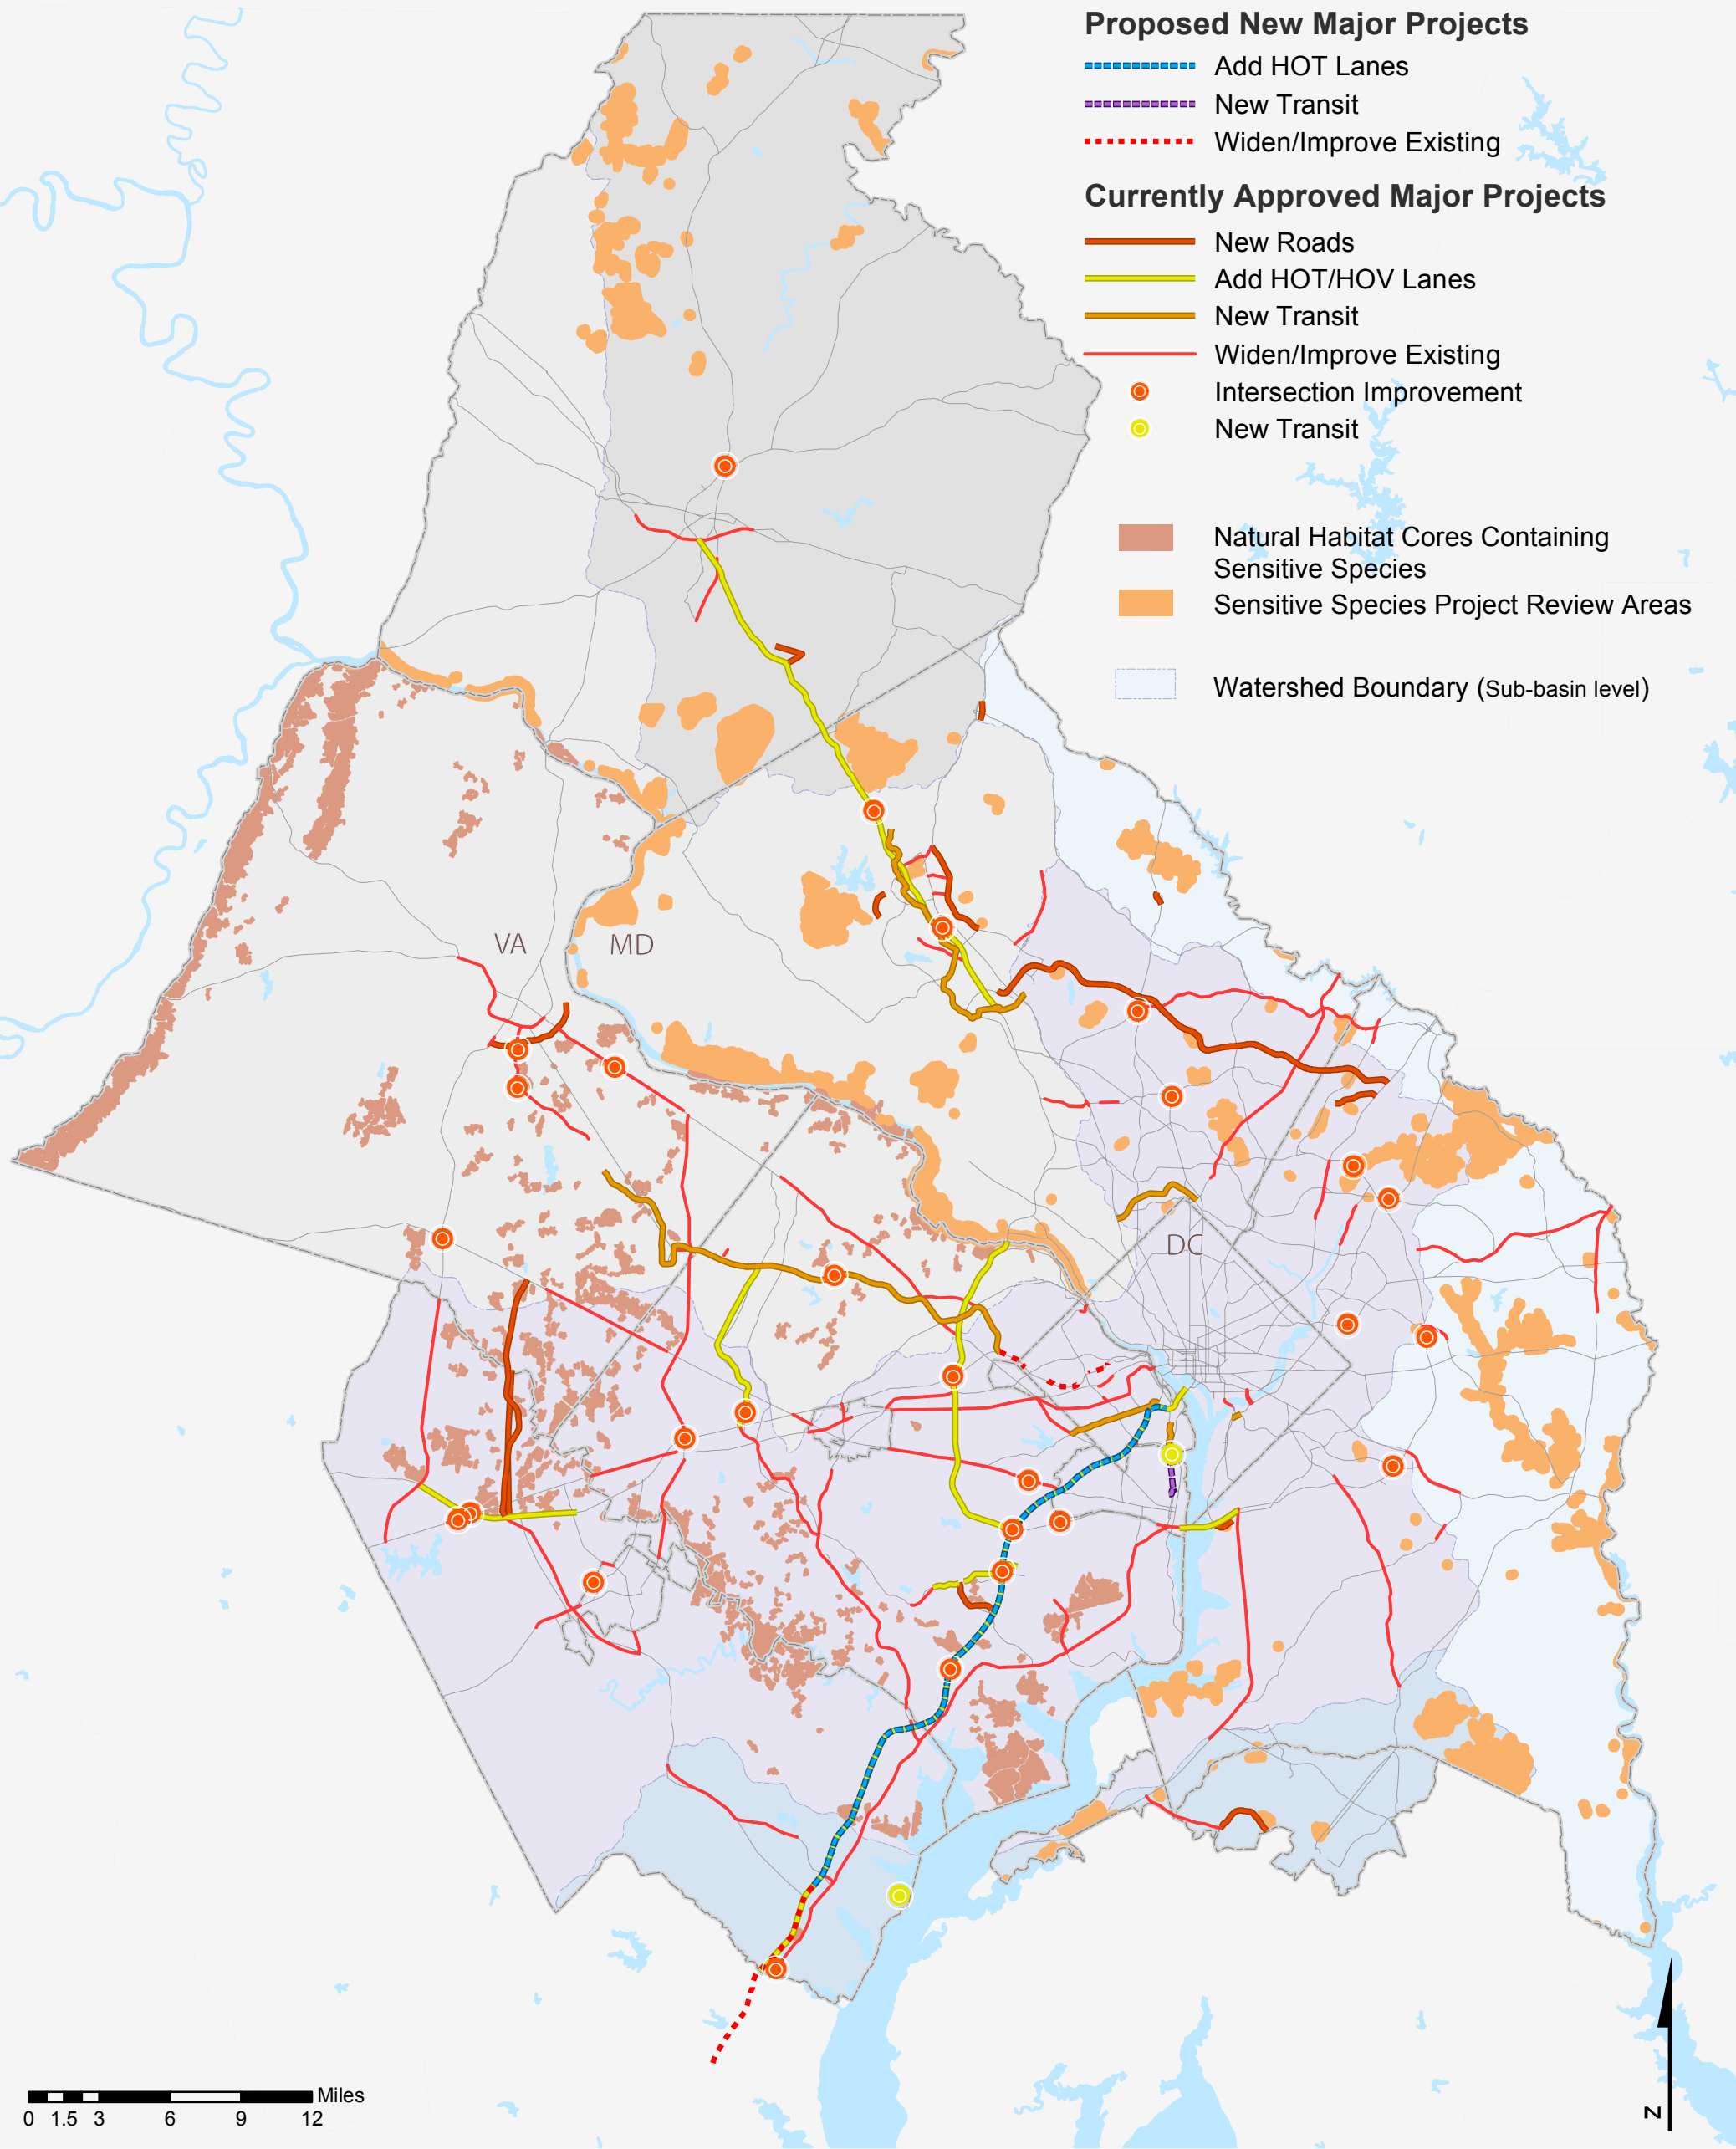 Proposed New Major Projects
Add HOT Lanes
New Transit
Widen/Improve Existing
Currently Approved Major Projects
New Roads
Add HOT/HOV Lanes
New Transit
Widen/Improve Existing
Intersection Improvement
New Transit
Natural Habitat Cores Containing
Sensitive Species
Sensitive Species Project Review Areas
Watershed Boundary (Sub-basin level)
VA
MD
DC
Miles
0 1.5 3 6 9 12
N